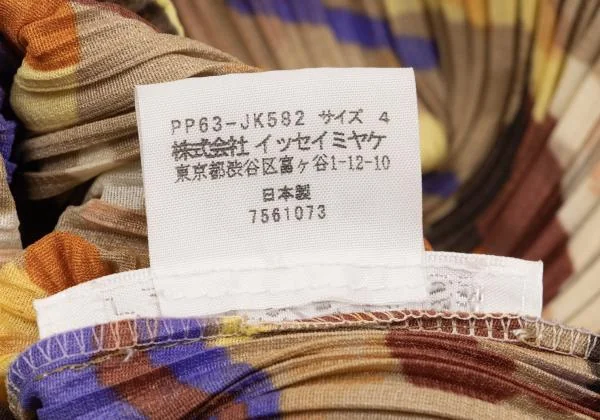 PP63-JK582 サイズ 4
株式会社 イッセイミヤケ
東京都渋谷区富ヶ谷1-12-10
日本製
7561073